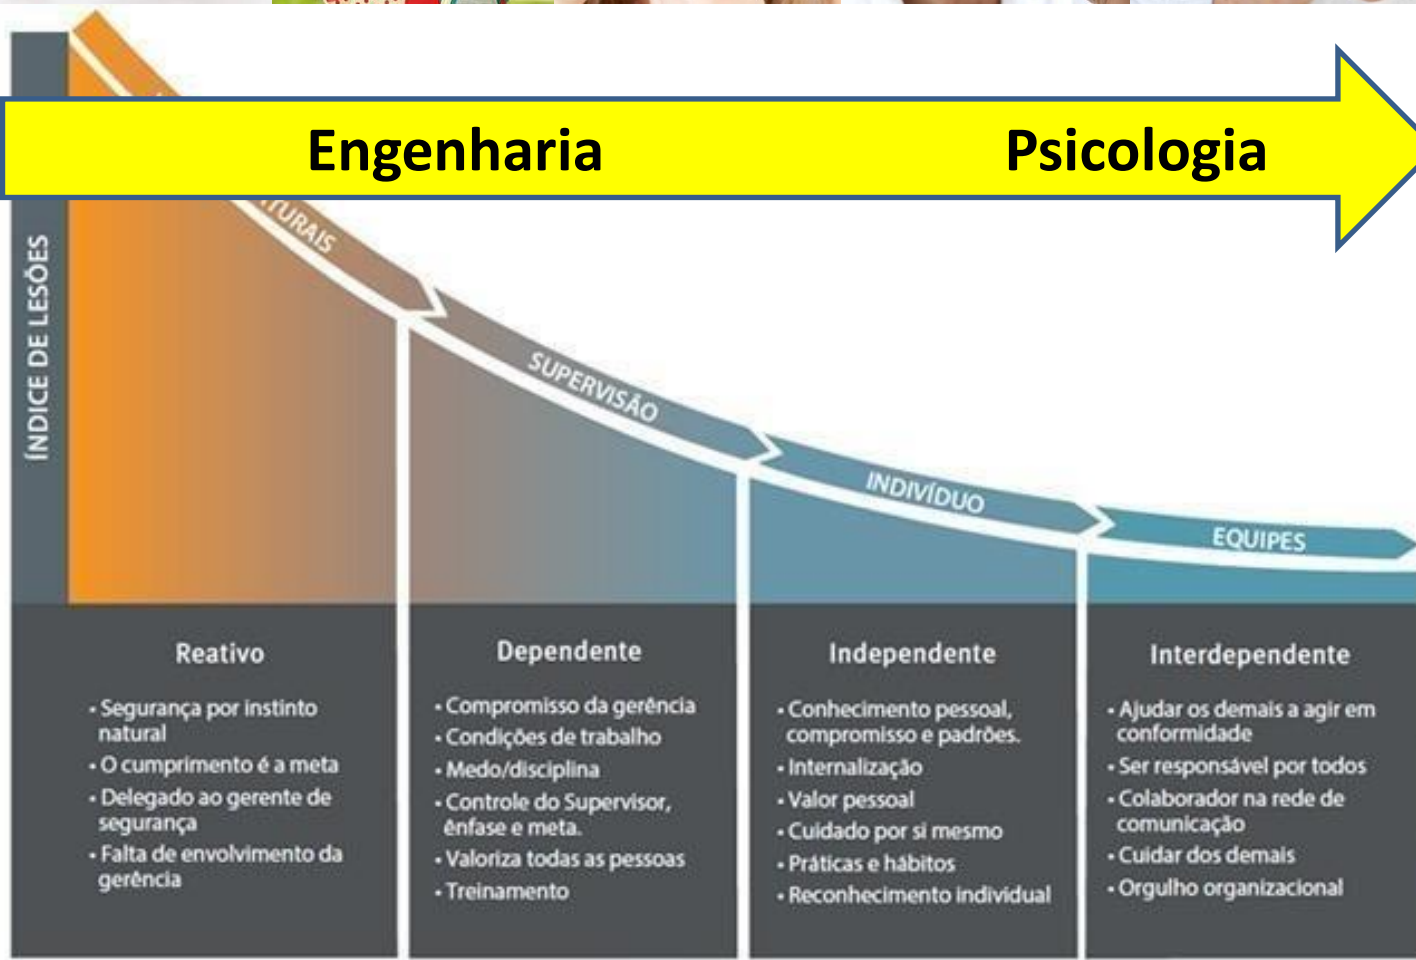 Engenharia
Psicologia
ÍNDICE DE LESÕES
SUPERVISÃO
INDIVÍDUO
EQUIPES
Reativo
• Segurança por instinto
natural
• O cumprimento é a meta
• Delegado ao gerente de
segurança
• Falta de envolvimento da
gerência
Dependente
• Compromisso da gerência
• Condições de trabalho
• Medo/disciplina
• Controle do Supervisor,
ênfase e meta.
• Valoriza todas as pessoas
• Treinamento
Independente
• Conhecimento pessoal,
compromisso e padrões.
• Internalização
• Valor pessoal
• Cuidado por si mesmo
• Práticas e hábitos
• Reconhecimento individual
Interdependente
• Ajudar os demais a agir em
conformidade
• Ser responsável por todos
• Colaborador na rede de
comunicação
• Cuidar dos demais
• Orgulho organizacional